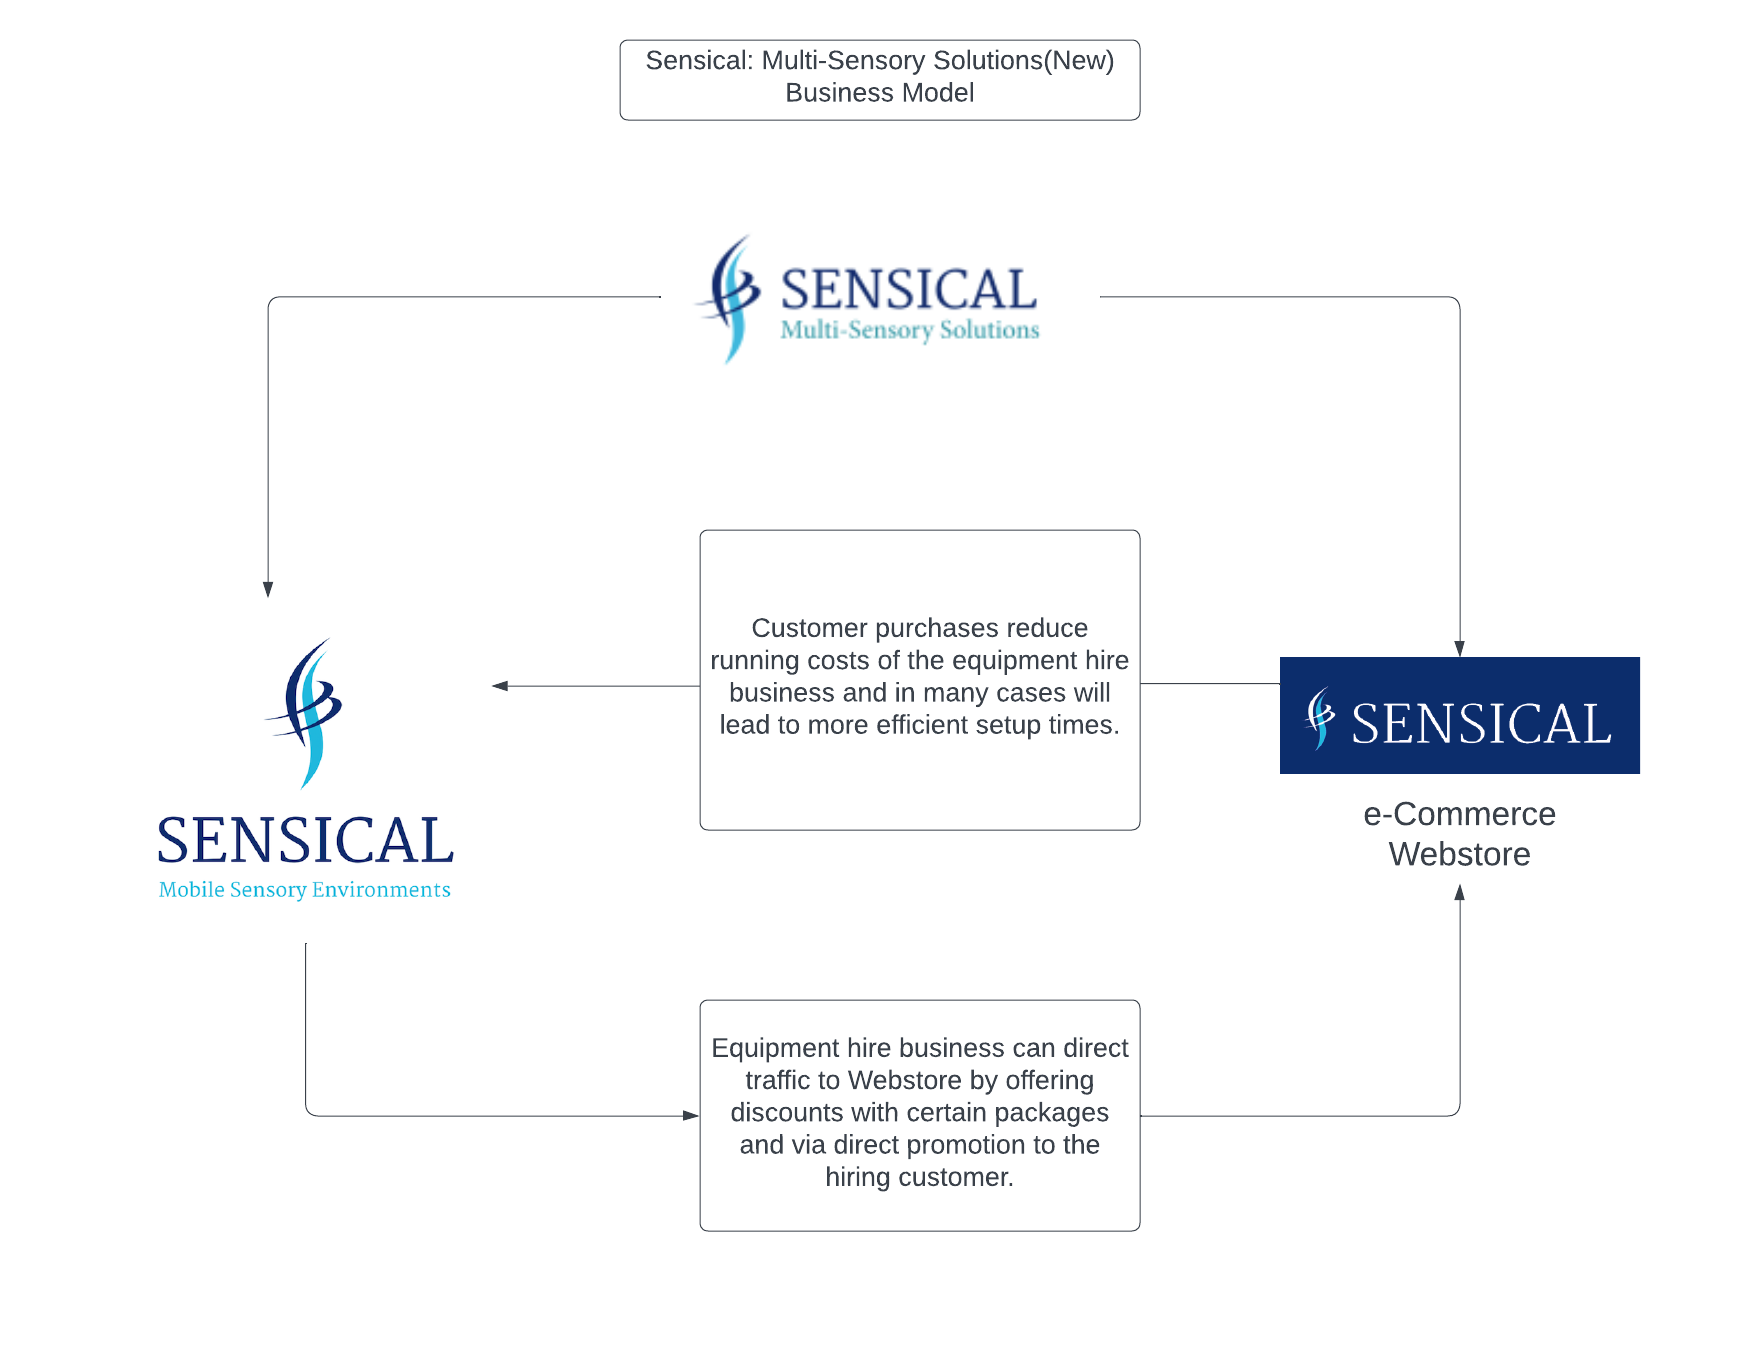 Sensical: Multi-Sensory Solutions(New)
Business Model
SENSICAL
Multi-Sensory Solutions
Customer purchases reduce
running costs of the equipment hire
business and in many cases will
lead to more efficient setup times.
SENSICAL
e-Commerce
Webstore
SENSICAL
Mobile Sensory Environments
Equipment hire business can direct
traffic to Webstore by offering
discounts with certain packages
and via direct promotion to the
hiring customer.